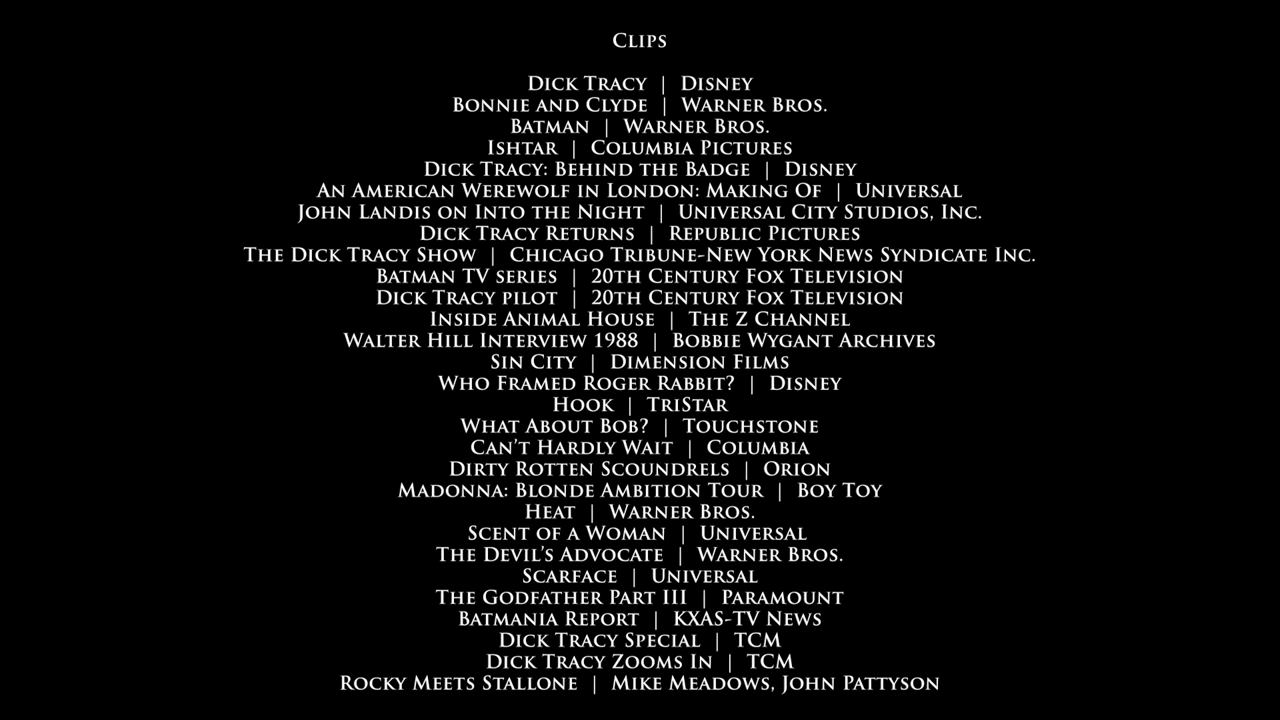 Clips
Dick Tracy | Disney
Bonnie and Clyde | Warner Bros.
Batman | Warner Bros.
Ishtar | Columbia Pictures
Dick Tracy: Behind the Badge | Disney
An American Werewolf in London: Making Of | Universal
John Landis on Into the Night | Universal City Studios, Inc.
Dick Tracy Returns | Republic Pictures
The Dick Tracy Show | Chicago Tribune-New York News Syndicate Inc.
Batman TV series | 20th Century Fox Television
Dick Tracy pilot | 20th Century Fox Television
Inside Animal House | The Z Channel
Walter Hill Interview 1988 | Bobbie Wygant Archives
Sin City | Dimension Films
Who Framed Roger Rabbit? | Disney
Hook | TriStar
What About Bob? | Touchstone
Can't Hardly Wait | Columbia
Dirty Rotten Scoundrels | Orion
Madonna: Blonde Ambition Tour | Boy Toy
Heat | Warner Bros.
Scent of a Woman | Universal
The Devil's Advocate | Warner Bros.
Scarface | Universal
The Godfather Part III | Paramount
Batmania Report | KXAS-TV News
Dick Tracy Special | TCM
Dick Tracy Zooms In | TCM
Rocky Meets Stallone | Mike Meadows, John Pattyson